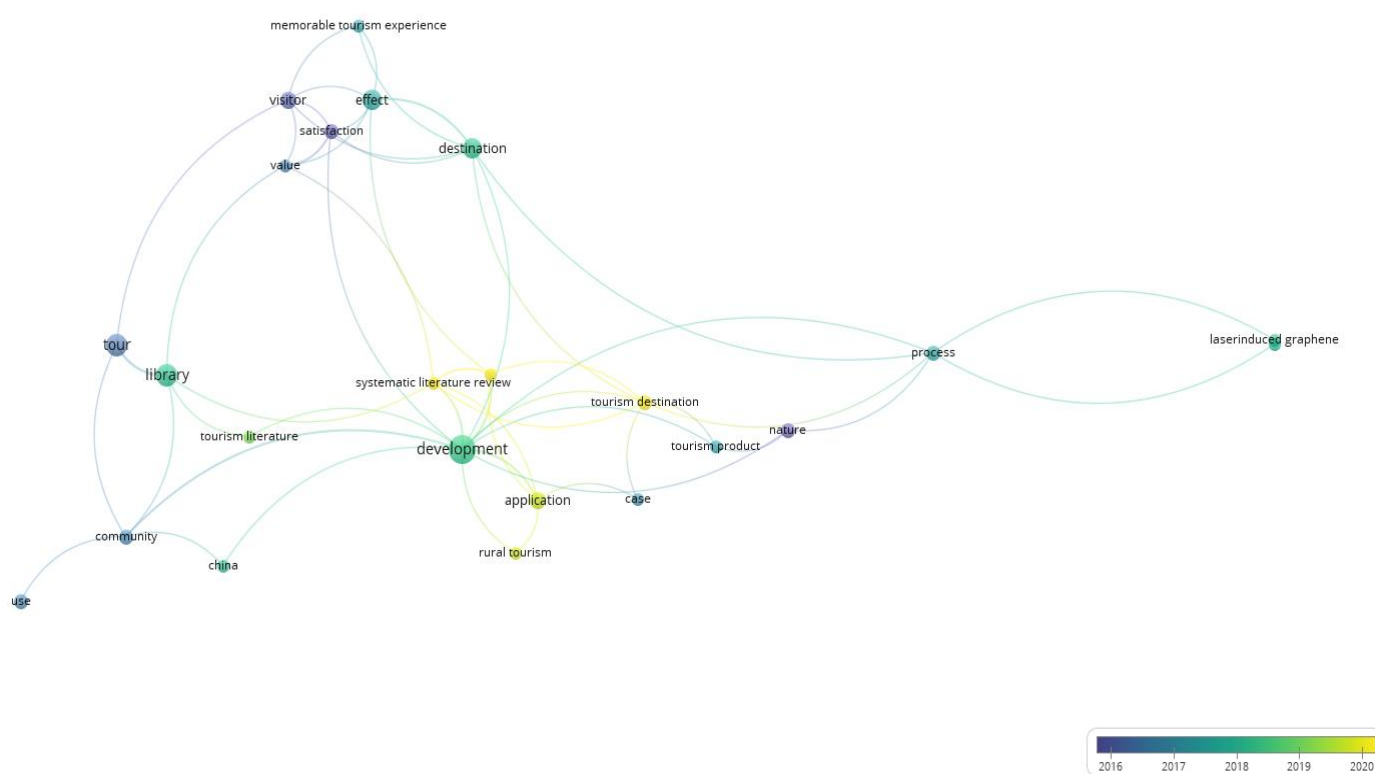 memorable tourism experience
visitor
effect
satisfaction
destination
value
tour
library
process
laserinduced graphene
systematic literature review
tourism destination
tourism literature
development
nature
tourism product
application
case
community
rural tourism
china
use
2016 2017 2018 2019 2020